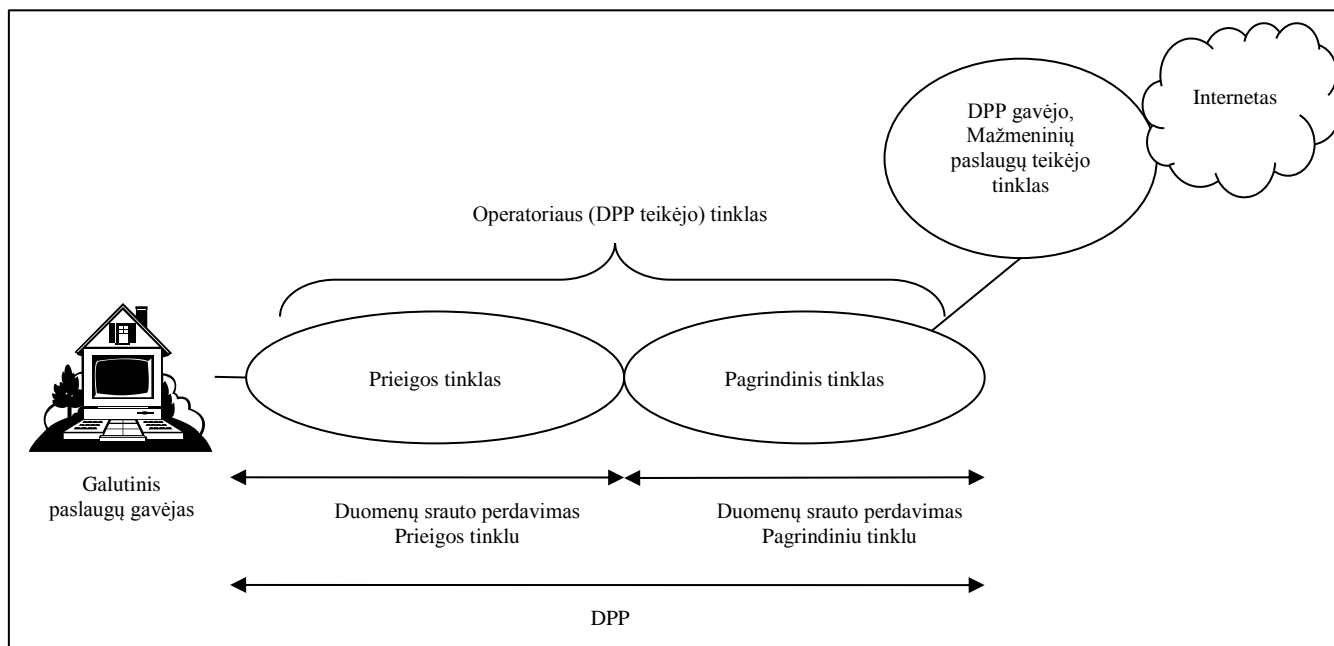 Internetas
DPP gavėjo,
Mažmeninių
paslaugų teikėjo
tinklas
Operatoriaus (DPP teikėjo) tinklas
Prieigos tinklas
Pagrindinis tinklas
Galutinis
paslaugų gavėjas
Duomenų srauto perdavimas
Prieigos tinklu
Duomenų srauto perdavimas
Pagrindiniu tinklu
DPP